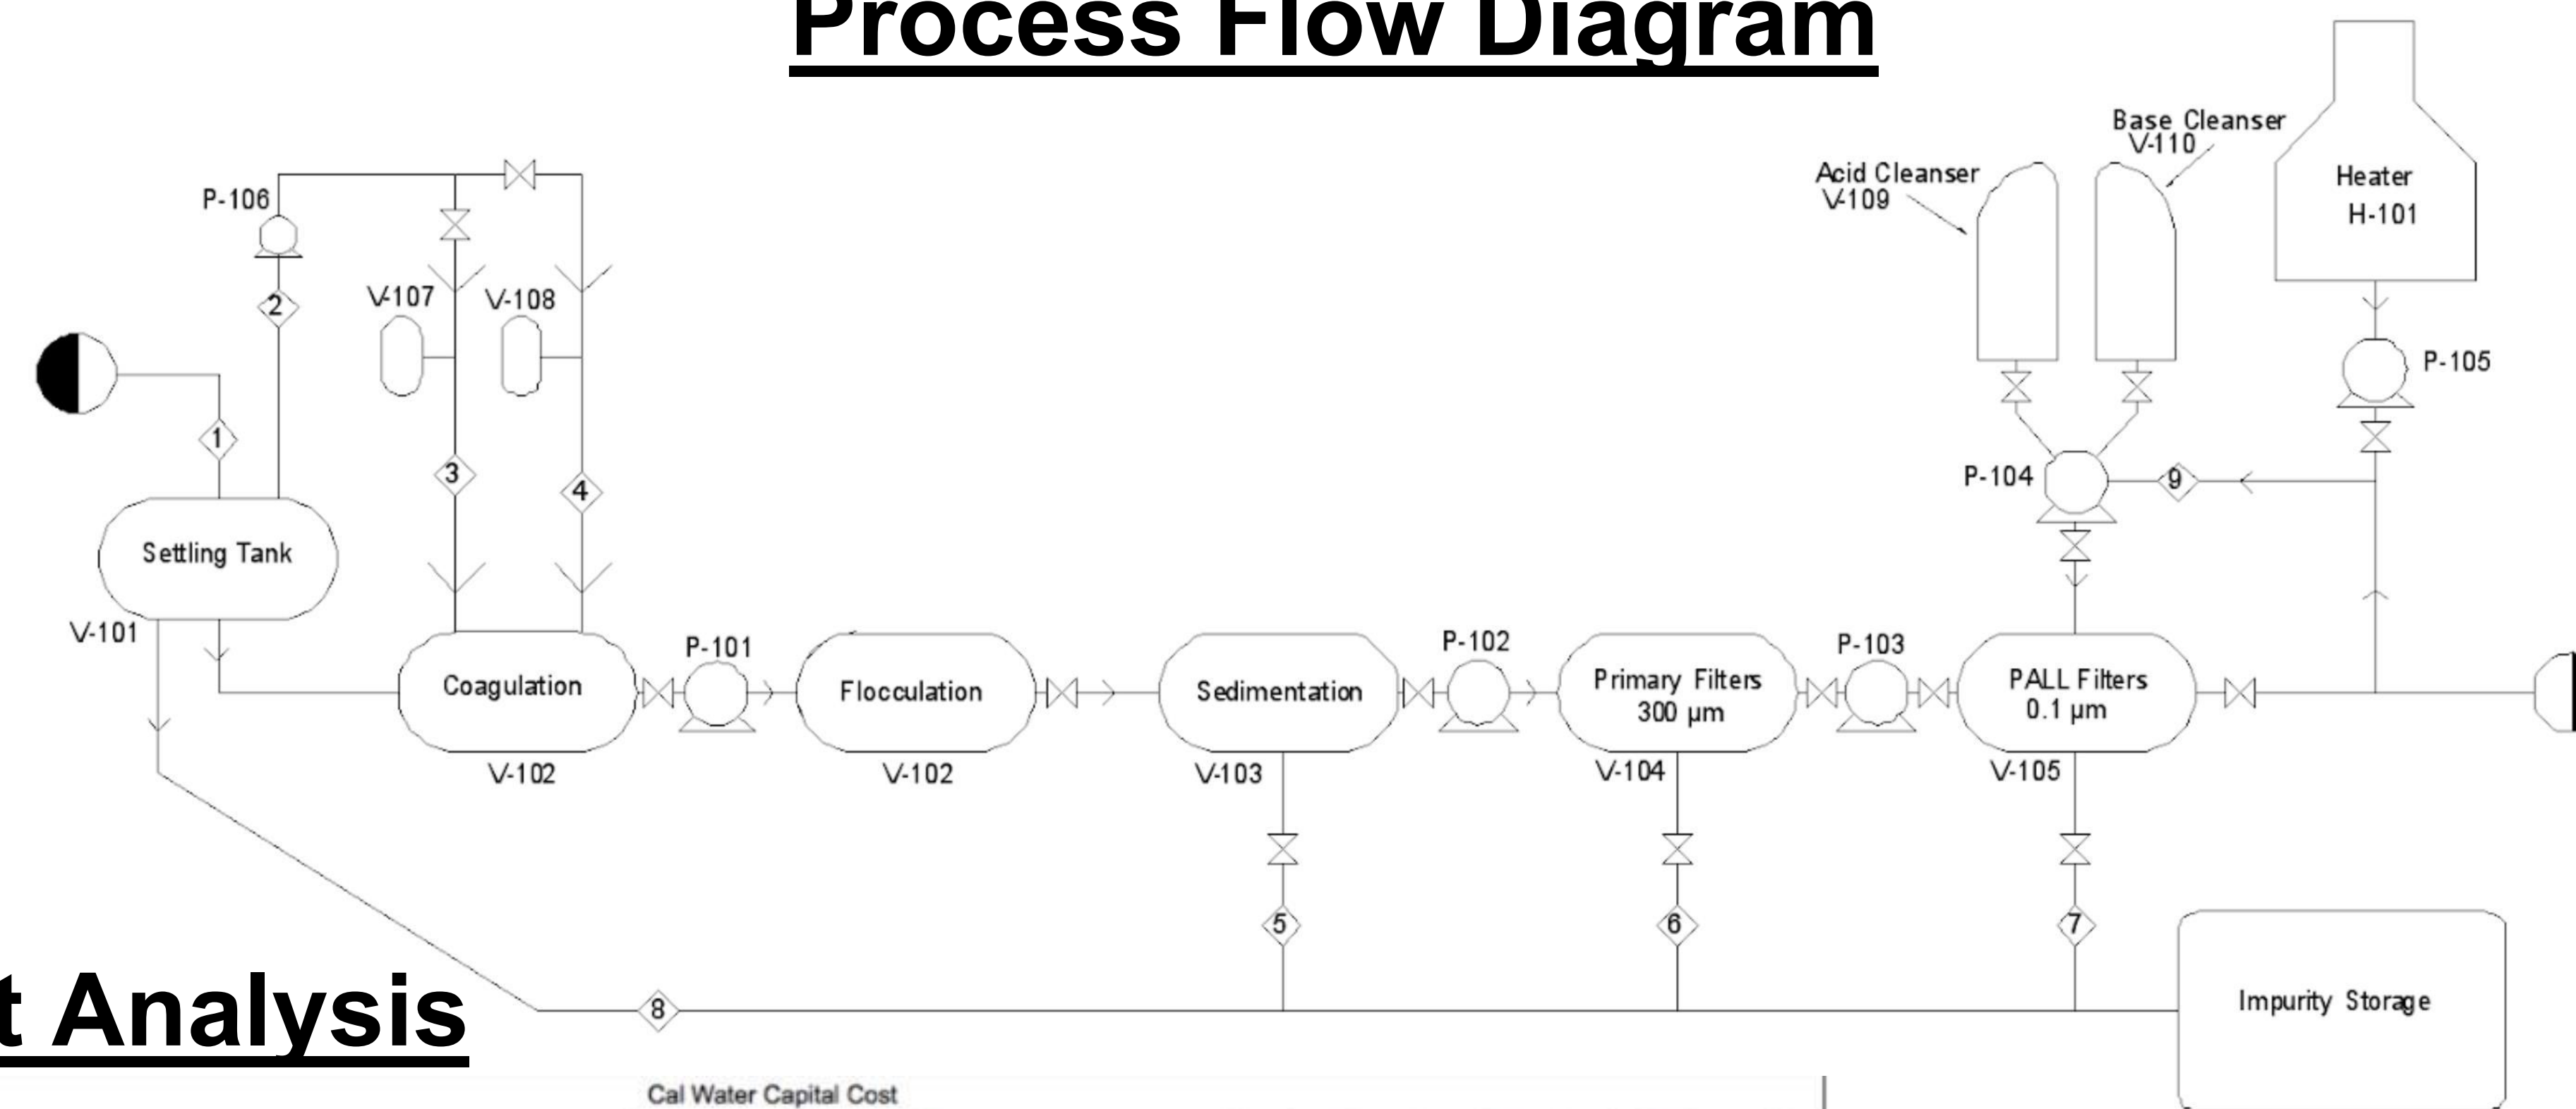 Process Flow Diagram
Base Cleanser
V-110
Acid Cleanser
V-109
Heater
H-101
P-106
V-107
V-108
2
P-105
1
3
4
P-104
9
Settling Tank
V-101
Coagulation
V-102
P-101
Flocculation
V-102
Sedimentation
V-103
P-102
Primary Filters
300 µm
V-104
P-103
PALL Filters
0.1 µm
V-105
5
6
7
8
Impurity Storage
t Analysis
Cal Water Capital Cost